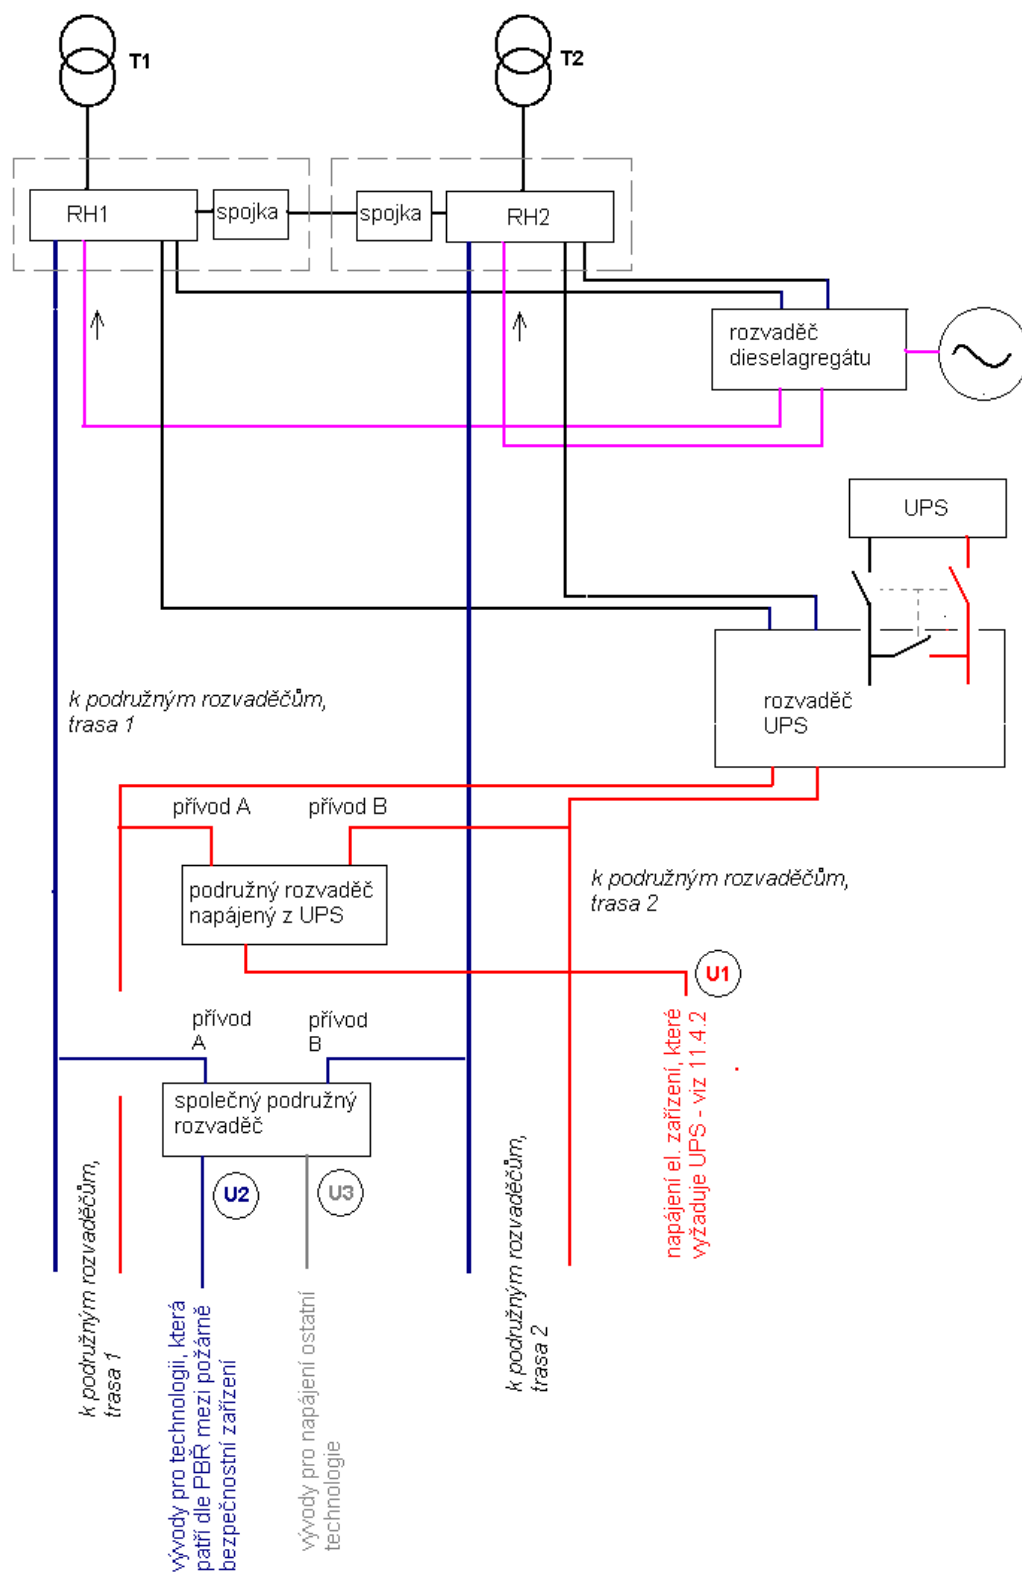 T1
T2
RH1
spojka
spojka
RH2
rozvaděč
dieselagregátu
UPS
k podružným rozvaděčům,
trasa 1
rozvaděč
UPS
přívod A
přívod B
podružný rozvaděč
napájený z UPS
k podružným rozvaděčům,
trasa 2
U1
napájení el. zařízení, které
vyžaduje UPS - viz 11.4.2
přívod
A
přívod
B
společný podružný
rozvaděč
U2
U3
k podružným rozvaděčům,
trasa 1
vývody pro technologii, která
patří dle PBŘ mezi požárně
bezpečnostní zařízení
vývody pro napájení ostatní
technologie
k podružným rozvaděčům,
trasa 2